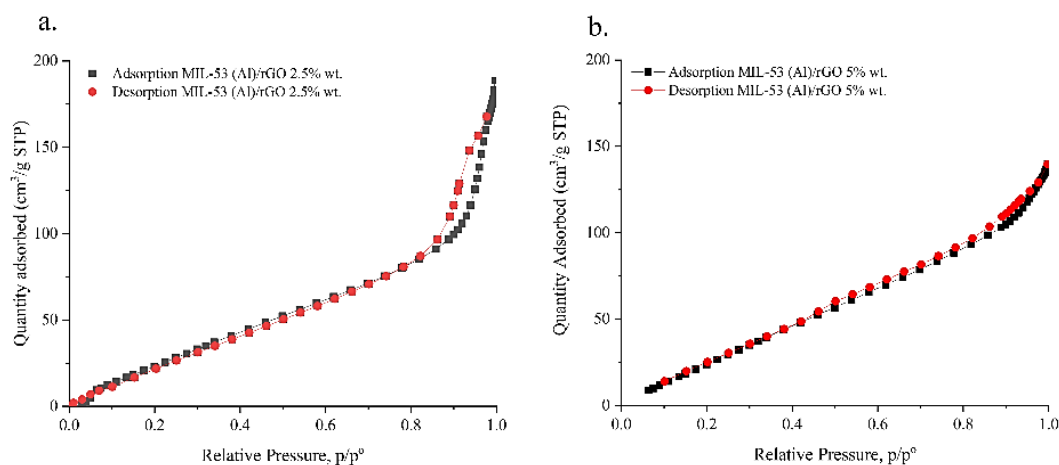 a.
200
150
100
50
0
Quantity adsorbed (cm³/g STP)
Adsorption MIL-53 (Al)/rGO 2.5% wt.
Desorption MIL-53 (Al)/rGO 2.5% wt.
0.0 0.2 0.4 0.6 0.8 1.0
Relative Pressure, p/pº
b.
200
150
100
50
0
Quantity Adsorbed (cm³/g STP)
Adsorption MIL-53 (Al)/rGO 5% wt.
Desorption MIL-53 (Al)/rGO 5% wt.
0.0 0.2 0.4 0.6 0.8 1.0
Relative Pressure, p/pº